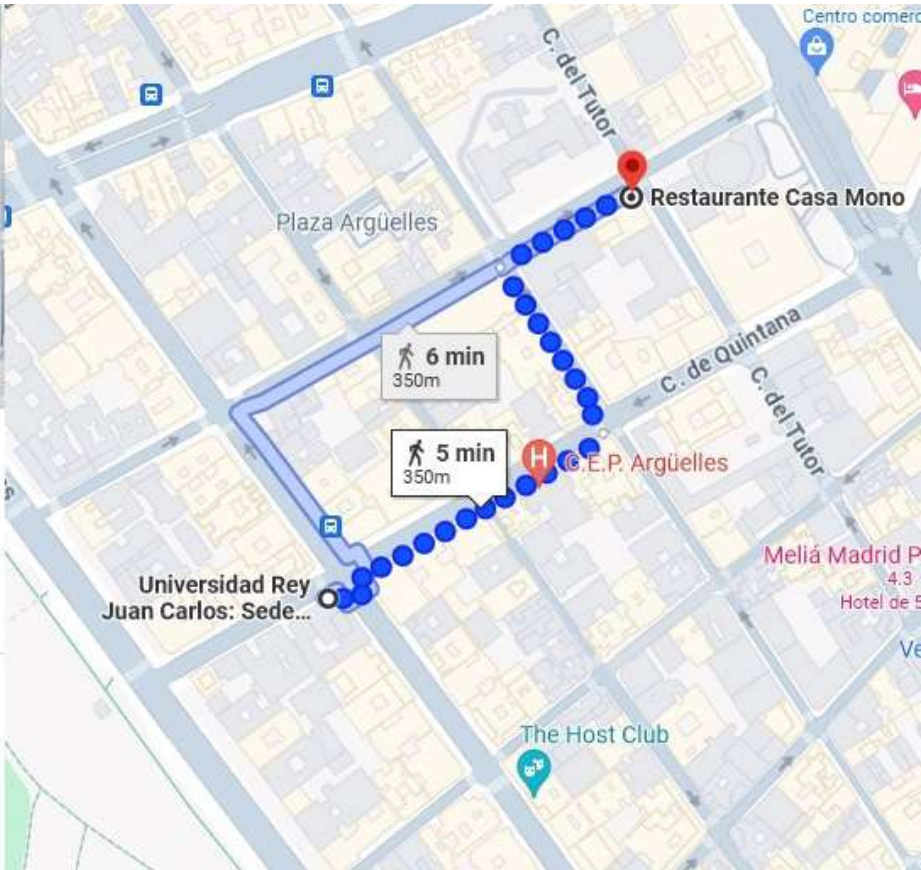 Centro comerc
C. del Tutor
Restaurante Casa Mono
Plaza Argüelles
6 min
350m
C. de Quintana
C. del Tutor
5 min
350m
H
C.E.P. Argüelles
Meliá Madrid P
4.3
Hotel de 5
Universidad Rey
Juan Carlos: Sede...
Ve
The Host Club